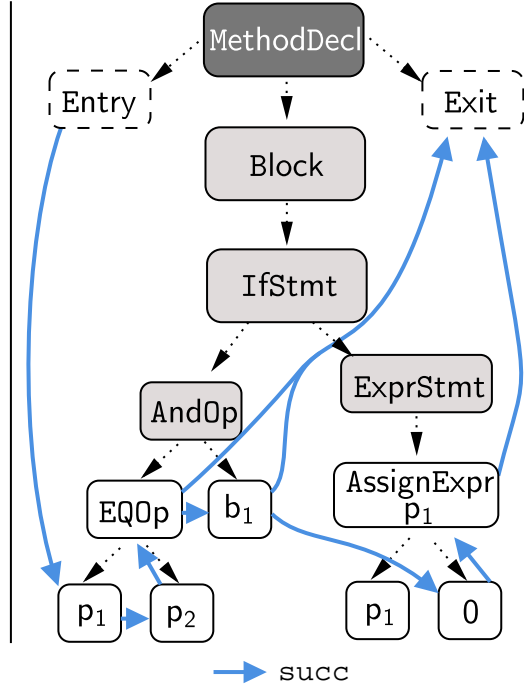 MethodDecl
Entry
Exit
Block
IfStmt
AndOp
ExprStmt
EQOp
b₁
AssignExpr
p₁
p₁
p₂
p₁
0
succ